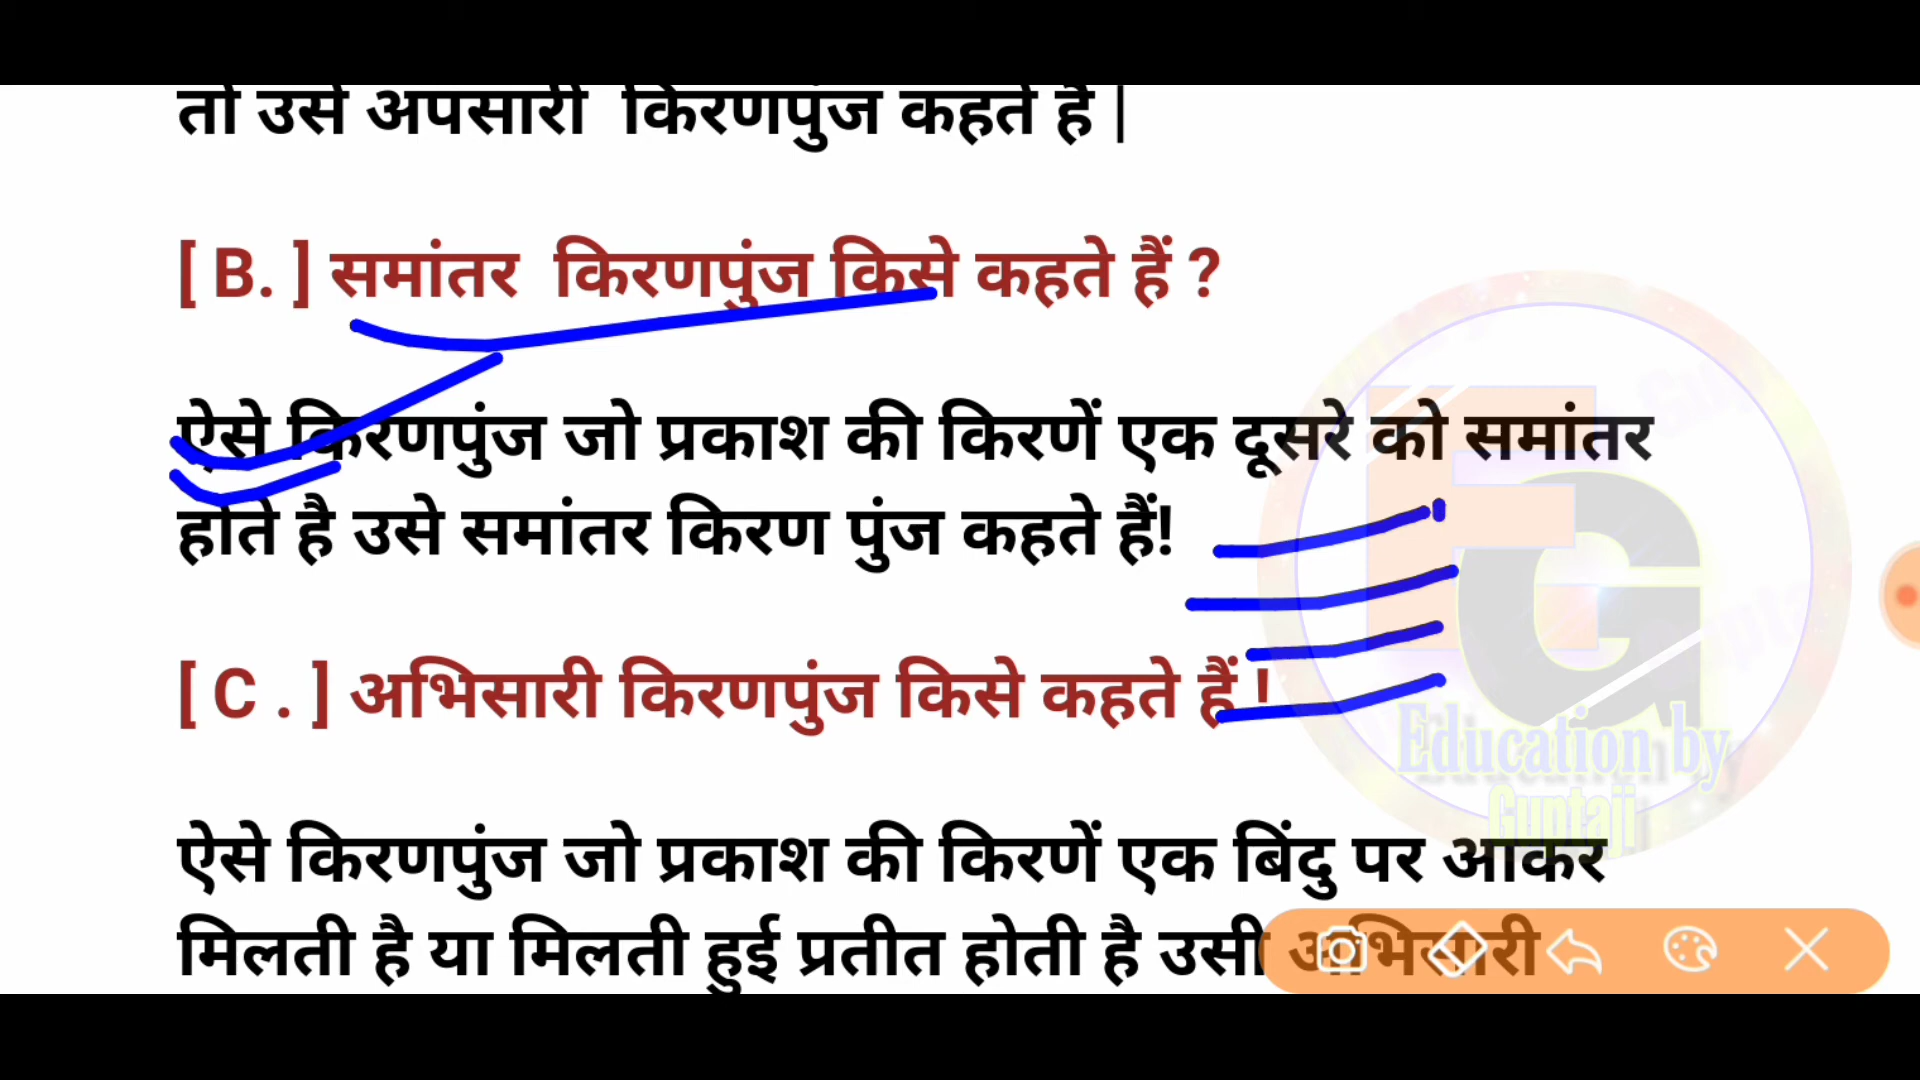 तो उसे अपसारी किरणपुंज कहते हैं |
[ B. ] समांतर किरणपुंज किसे कहते हैं ?
ऐसे किरणपुंज जो प्रकाश की किरणें एक दूसरे को समांतर
होते है उसे समांतर किरण पुंज कहते हैं!
[ C . ] अभिसारी किरणपुंज किसे कहते हैं !
ऐसे किरणपुंज जो प्रकाश की किरणें एक बिंदु पर आकर
मिलती है या मिलती हुई प्रतीत होती है उसी अभिसारी
EG
Education by
Guptaji